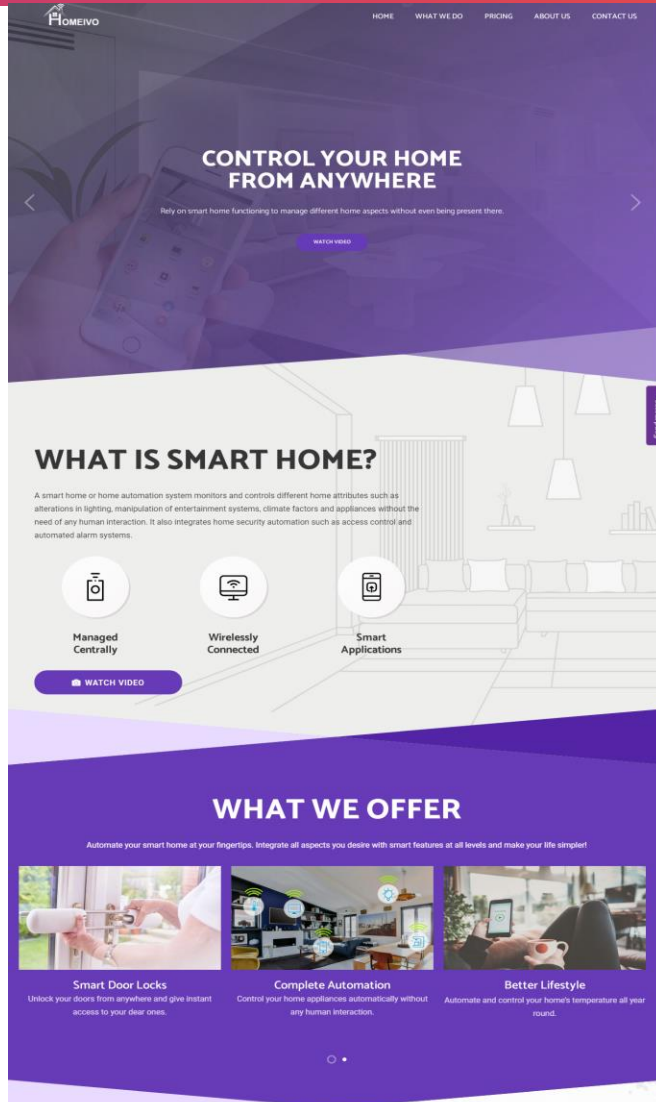 HOMEIVO
HOME WHAT WE DO PRICING ABOUT US CONTACT US
CONTROL YOUR HOME
FROM ANYWHERE
Rely on smart home functioning to manage different home aspects without even being present there.
WATCH VIDEO
WHAT IS SMART HOME?
A smart home or home automation system monitors and controls different home attributes such as
alterations in lighting, manipulation of entertainment systems, climate factors and appliances without the
need of any human interaction. It also integrates home security automation such as access control and
automated alarm systems.
Managed
Centrally
Wirelessly
Connected
Smart
Applications
WATCH VIDEO
WHAT WE OFFER
Automate your smart home at your fingertips. Integrate all aspects you desire with smart features at all levels and make your life simpler!
Smart Door Locks
Unlock your doors from anywhere and give instant
access to your dear ones.
Complete Automation
Control your home appliances automatically without
any human interaction.
Better Lifestyle
Automate and control your home's temperature all year
round.